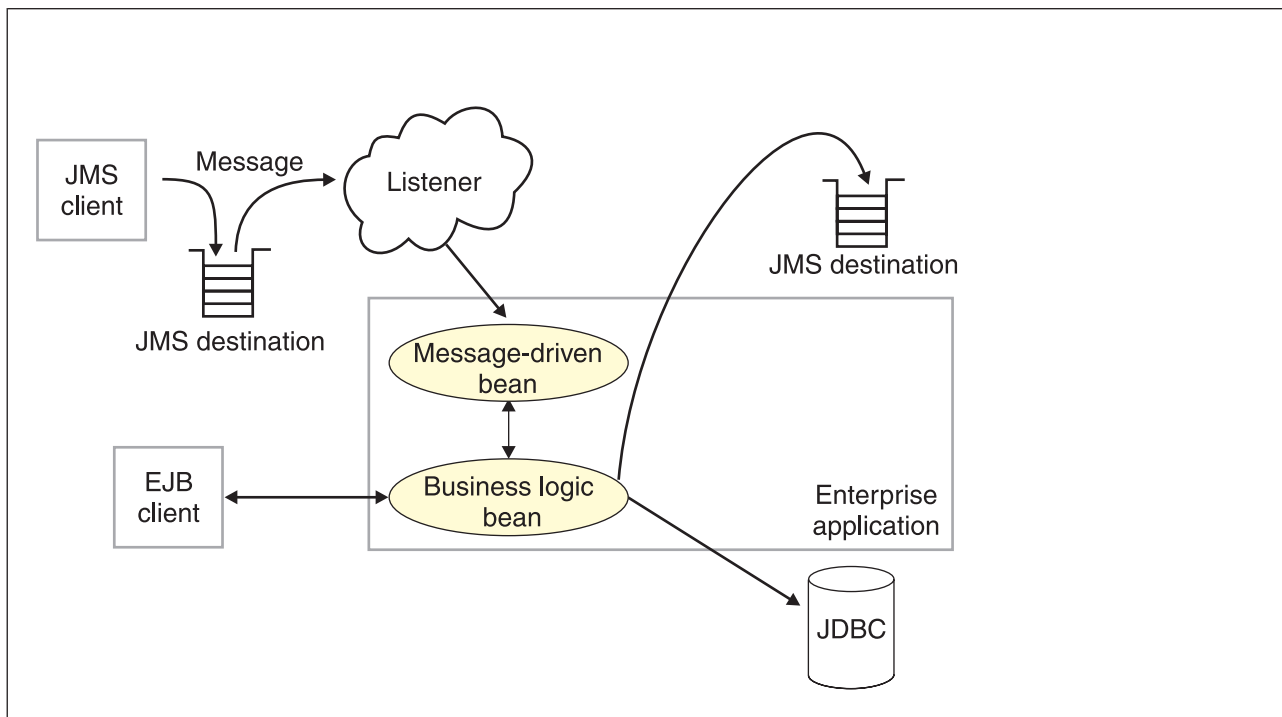 JMS
client
Message
Listener
JMS destination
JMS destination
Message-driven
bean
EJB
client
Business logic
bean
Enterprise
application
JDBC